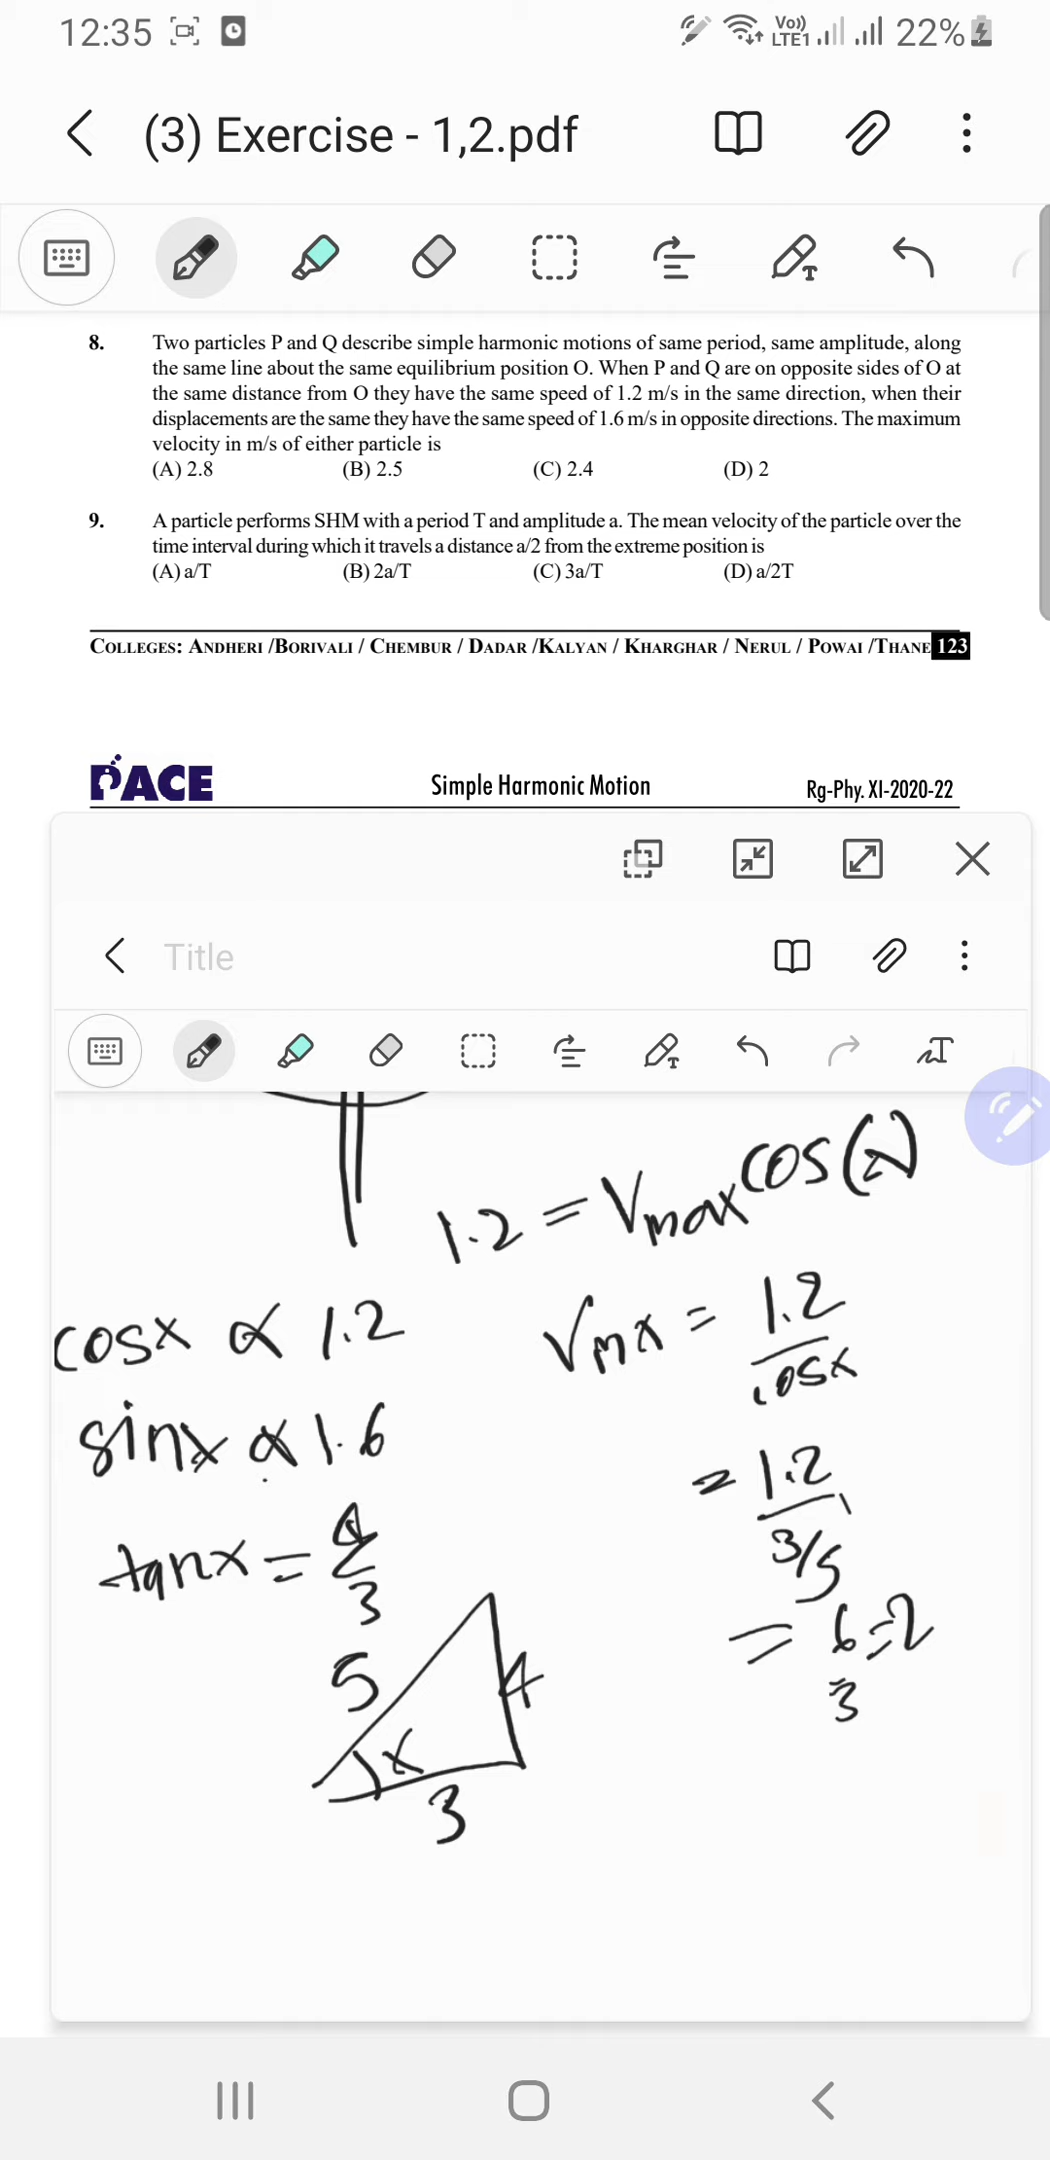 12:35 Vo)) LTE1 22%
(3) Exercise - 1,2.pdf
8. Two particles P and Q describe simple harmonic motions of same period, same amplitude, along
the same line about the same equilibrium position O. When P and Q are on opposite sides of O at
the same distance from O they have the same speed of 1.2 m/s in the same direction, when their
displacements are the same they have the same speed of 1.6 m/s in opposite directions. The maximum
velocity in m/s of either particle is
(A) 2.8 (B) 2.5 (C) 2.4 (D) 2
9. A particle performs SHM with a period T and amplitude a. The mean velocity of the particle over the
time interval during which it travels a distance a/2 from the extreme position is
(A) a/T (B) 2a/T (C) 3a/T (D) a/2T
COLLEGES: ANDHERI /BORIVALI / CHEMBUR / DADAR /KALYAN / KHARGHAR / NERUL / POWAI /THANE 123
PACE Simple Harmonic Motion Rg-Phy. XI-2020-22
Title
1.2 = Vmax cos(x)
cosx ∝ 1.2
sinx ∝ 1.6
tanx = 4
3
5
4
x
3
Vmx = 1.2
cosx
= 1.2
3/5
= 6 = 2
3